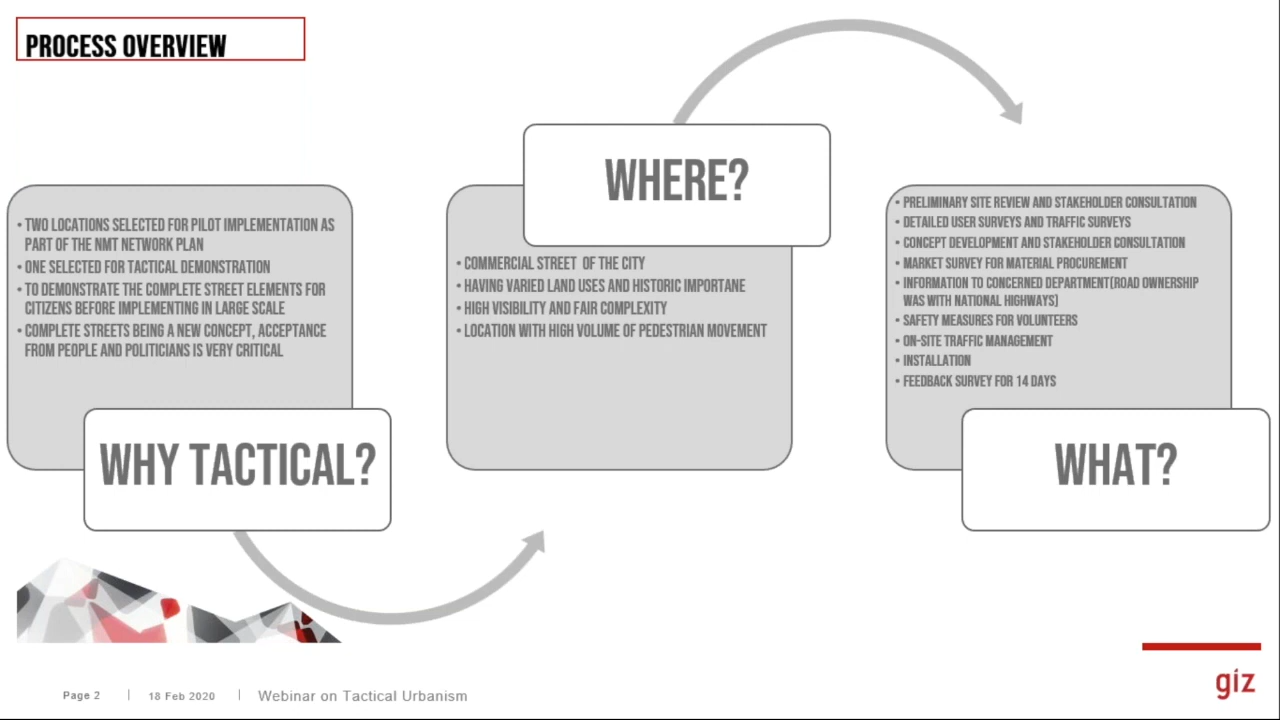 PROCESS OVERVIEW
• TWO LOCATIONS SELECTED FOR PILOT IMPLEMENTATION AS
PART OF THE NMT NETWORK PLAN
• ONE SELECTED FOR TACTICAL DEMONSTRATION
• TO DEMONSTRATE THE COMPLETE STREET ELEMENTS FOR
CITIZENS BEFORE IMPLEMENTING IN LARGE SCALE
• COMPLETE STREETS BEING A NEW CONCEPT, ACCEPTANCE
FROM PEOPLE AND POLITICIANS IS VERY CRITICAL
WHY TACTICAL?
WHERE?
• COMMERCIAL STREET OF THE CITY
• HAVING VARIED LAND USES AND HISTORIC IMPORTANE
• HIGH VISIBILITY AND FAIR COMPLEXITY
• LOCATION WITH HIGH VOLUME OF PEDESTRIAN MOVEMENT
• PRELIMINARY SITE REVIEW AND STAKEHOLDER CONSULTATION
• DETAILED USER SURVEYS AND TRAFFIC SURVEYS
• CONCEPT DEVELOPMENT AND STAKEHOLDER CONSULTATION
• MARKET SURVEY FOR MATERIAL PROCUREMENT
• INFORMATION TO CONCERNED DEPARTMENT(ROAD OWNERSHIP
WAS WITH NATIONAL HIGHWAYS)
• SAFETY MEASURES FOR VOLUNTEERS
• ON-SITE TRAFFIC MANAGEMENT
• INSTALLATION
• FEEDBACK SURVEY FOR 14 DAYS
WHAT?
Page 2 | 18 Feb 2020 | Webinar on Tactical Urbanism
giz